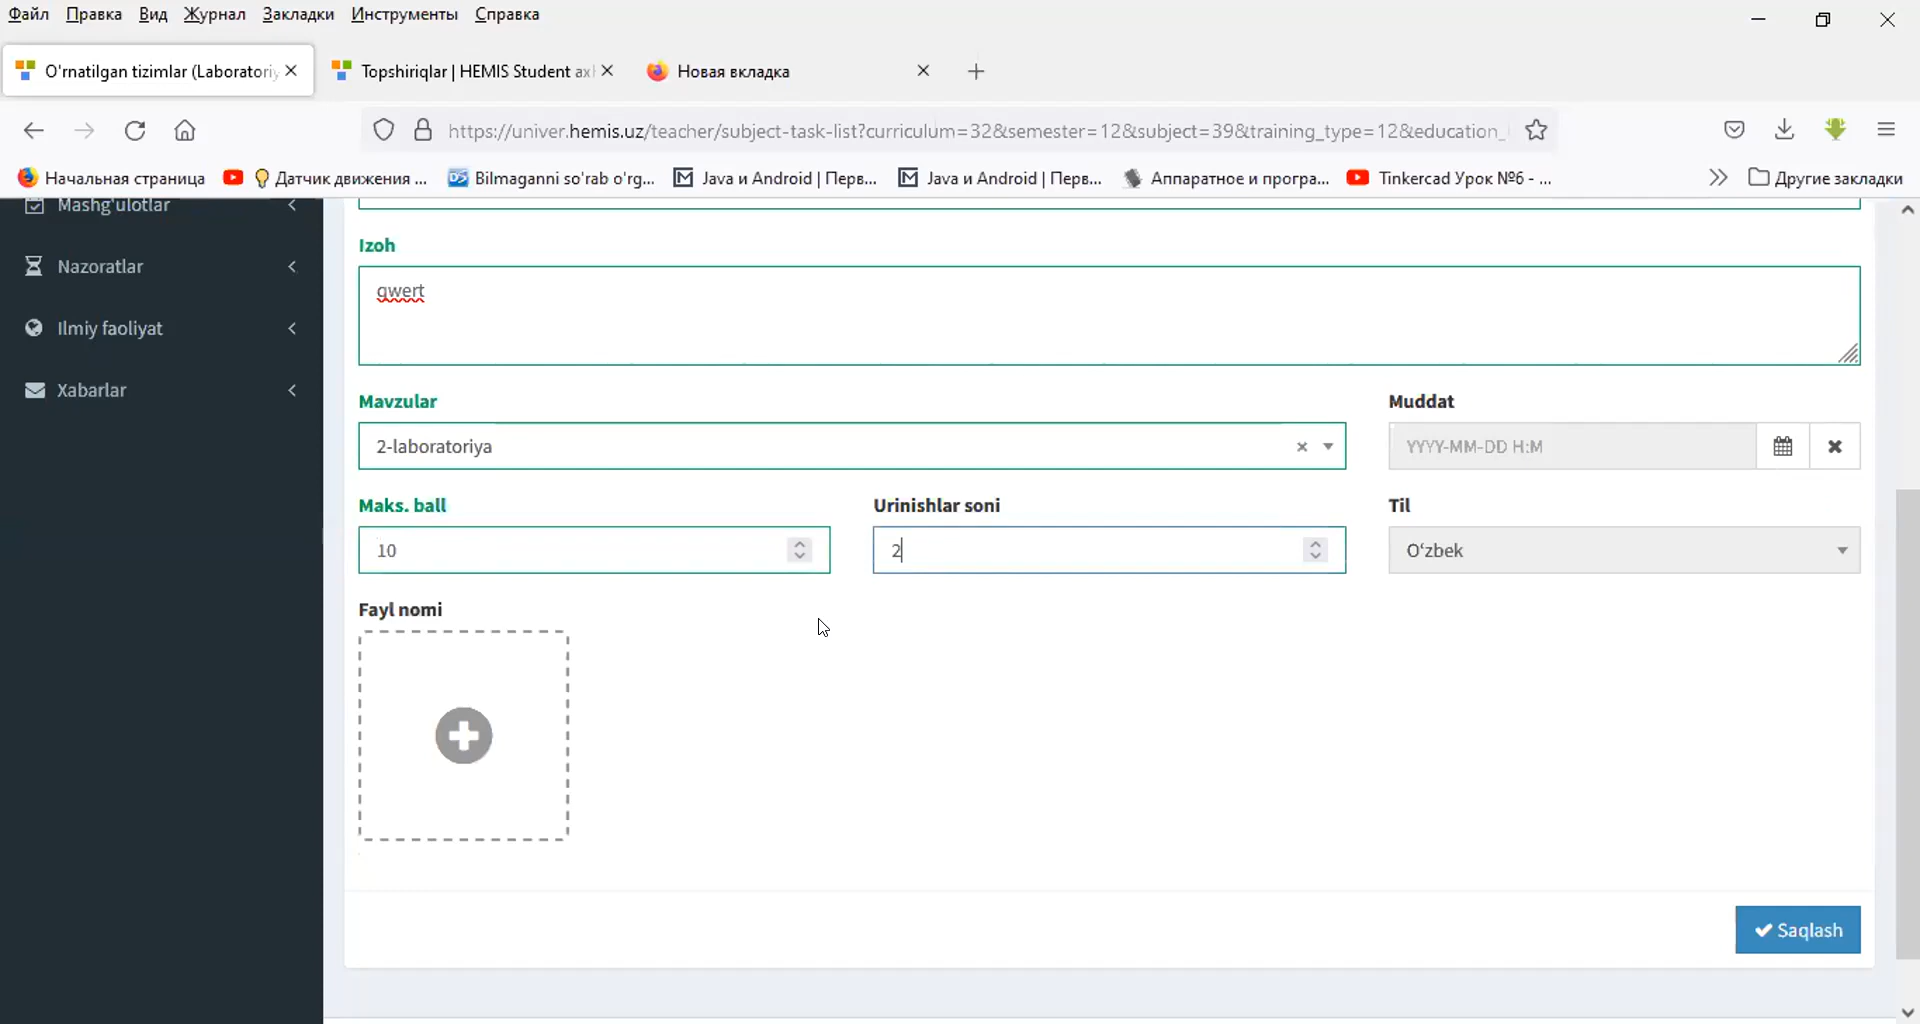 Файл Правка Вид Журнал Закладки Инструменты Справка
O'rnatilgan tizimlar (Laboratoriy
Topshiriqlar | HEMIS Student axb
Новая вкладка
https://univer.hemis.uz/teacher/subject-task-list?curriculum=32&semester=12&subject=39&training_type=12&education_
Начальная страница
Датчик движения ...
Bilmaganni so'rab o'rg...
Java и Android | Перв...
Java и Android | Перв...
Аппаратное и програ...
Tinkercad Урок №6 - ...
Другие закладки
Mashg'ulotlar
Nazoratlar
Ilmiy faoliyat
Xabarlar
Izoh
qwert
Mavzular
2-laboratoriya
Muddat
YYYY-MM-DD H:M
Maks. ball
10
Urinishlar soni
2
Til
O‘zbek
Fayl nomi
Saqlash